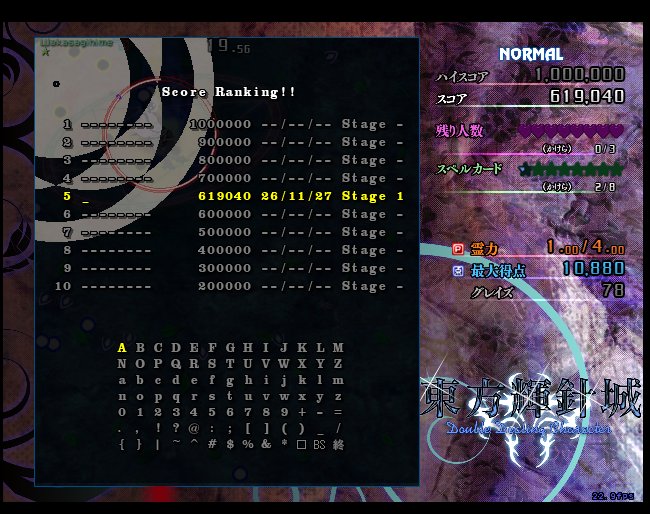 Wakasagihime
19.56
Score Ranking!!
1 -------- 1000000 --/--/-- Stage -
2 -------- 900000 --/--/-- Stage -
3 -------- 800000 --/--/-- Stage -
4 -------- 700000 --/--/-- Stage -
5 _ 619040 26/11/27 Stage 1
6 -------- 600000 --/--/-- Stage -
7 -------- 500000 --/--/-- Stage -
8 -------- 400000 --/--/-- Stage -
9 -------- 300000 --/--/-- Stage -
10 -------- 200000 --/--/-- Stage -
A B C D E F G H I J K L M
N O P Q R S T U V W X Y Z
a b c d e f g h i j k l m
n o p q r s t u v w x y z
0 1 2 3 4 5 6 7 8 9 + - =
. , ! ? @ : ; [ ] ( ) _ /
{ } | ~ ^ # $ % & * □ BS 終
NORMAL
ハイスコア 1,000,000
スコア 619,040
残り人数
(かけら) 0/3
スペルカード
(かけら) 2/8
P 霊力 1.00/4.00
最大得点 10,880
グレイズ 78
東方輝針城
Double Dealing Character
22.9fps